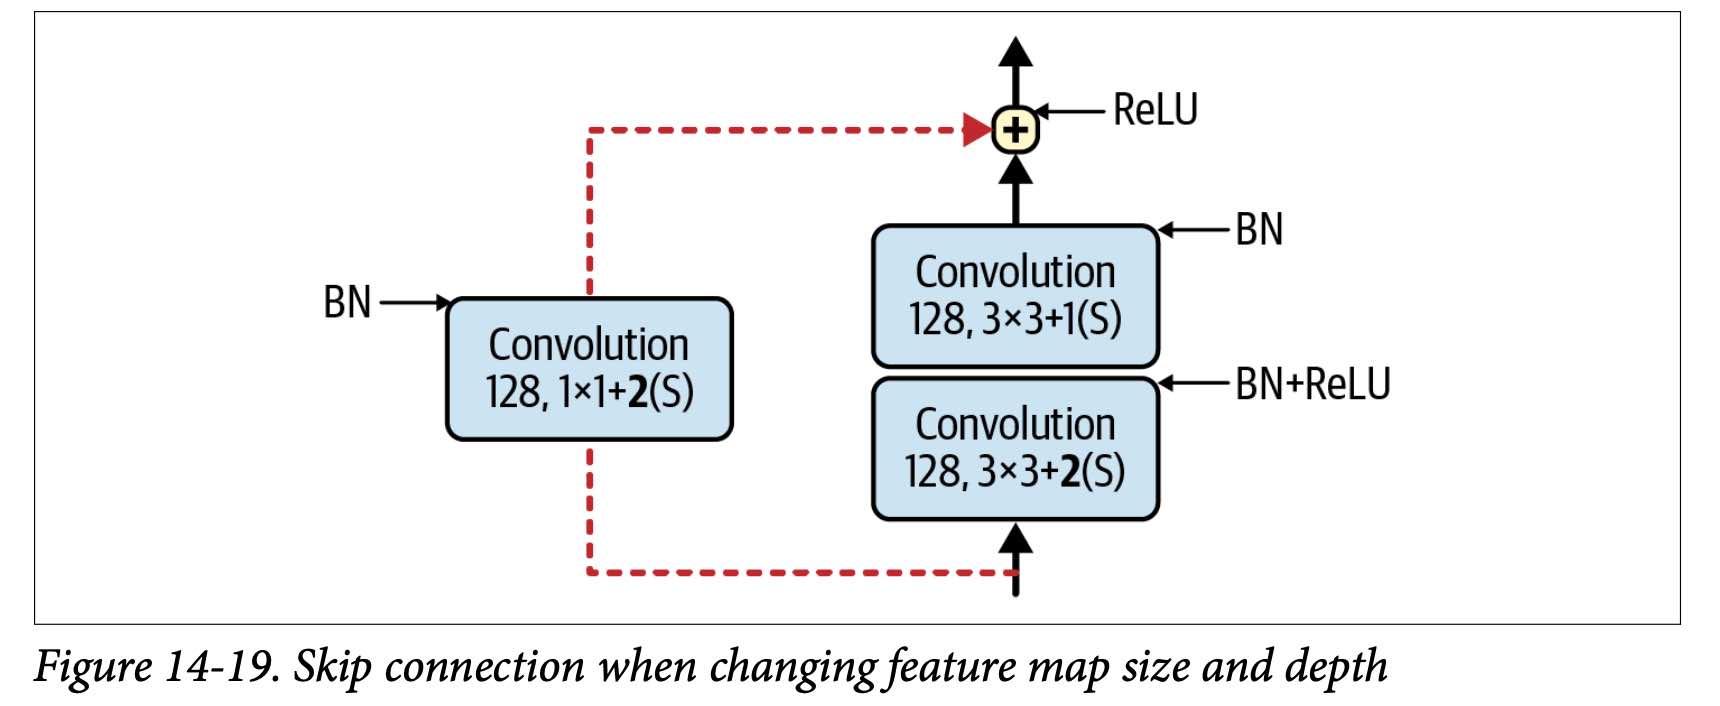 ReLU
BN
Convolution
128, 3×3+1(S)
BN
Convolution
128, 1×1+2(S)
BN+ReLU
Convolution
128, 3×3+2(S)
Figure 14-19. Skip connection when changing feature map size and depth